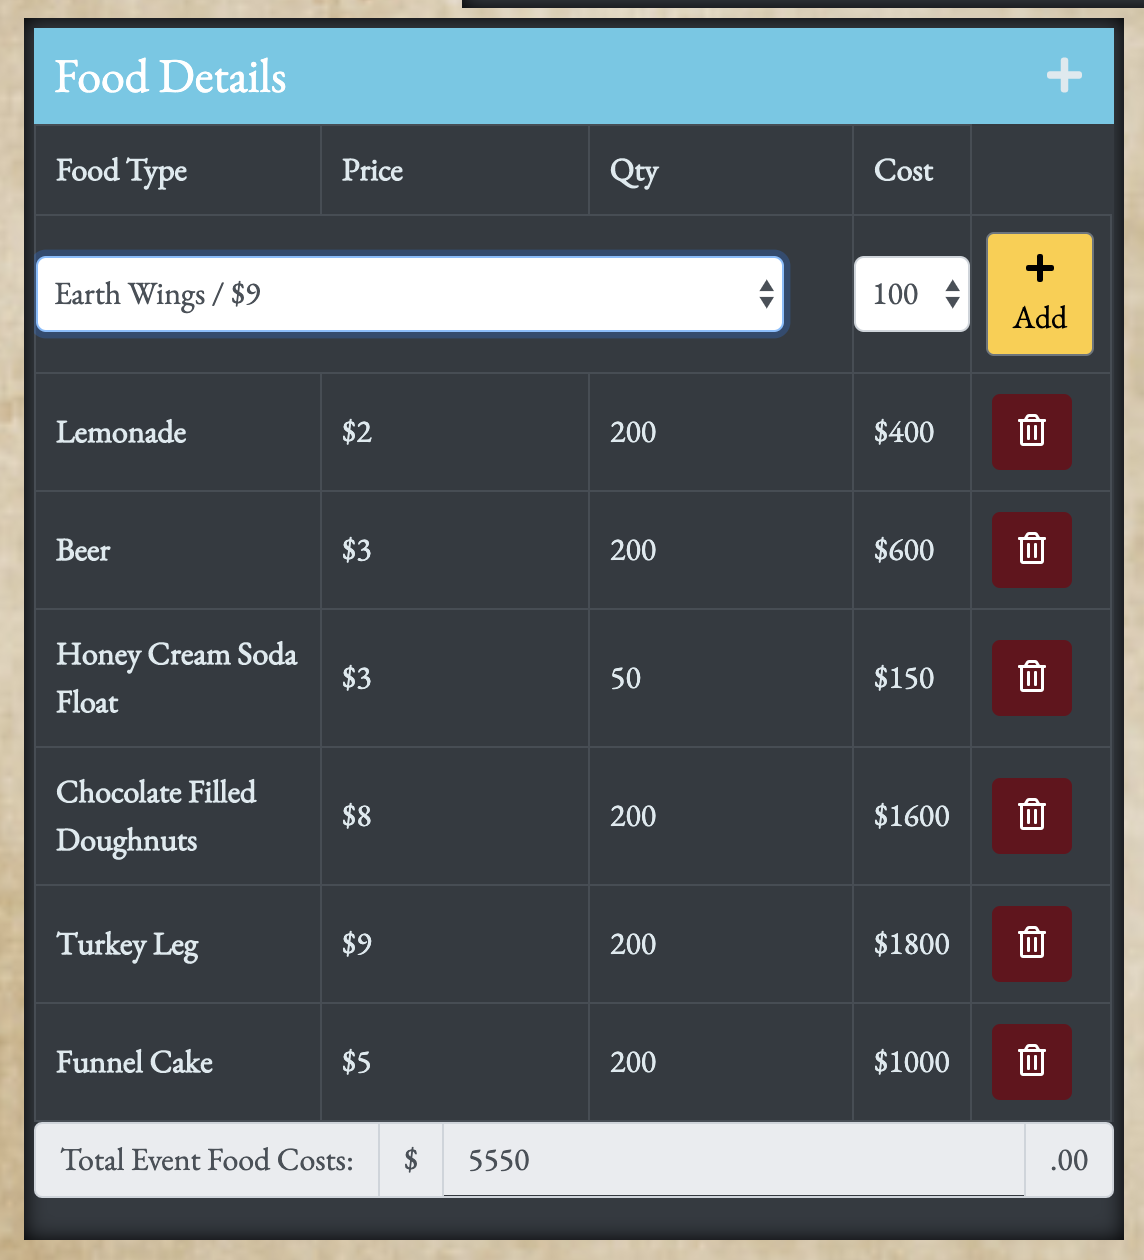 Food Details
Food Type Price Qty Cost
Earth Wings / $9 100 Add
Lemonade $2 200 $400
Beer $3 200 $600
Honey Cream Soda
Float $3 50 $150
Chocolate Filled
Doughnuts $8 200 $1600
Turkey Leg $9 200 $1800
Funnel Cake $5 200 $1000
Total Event Food Costs: $ 5550 .00